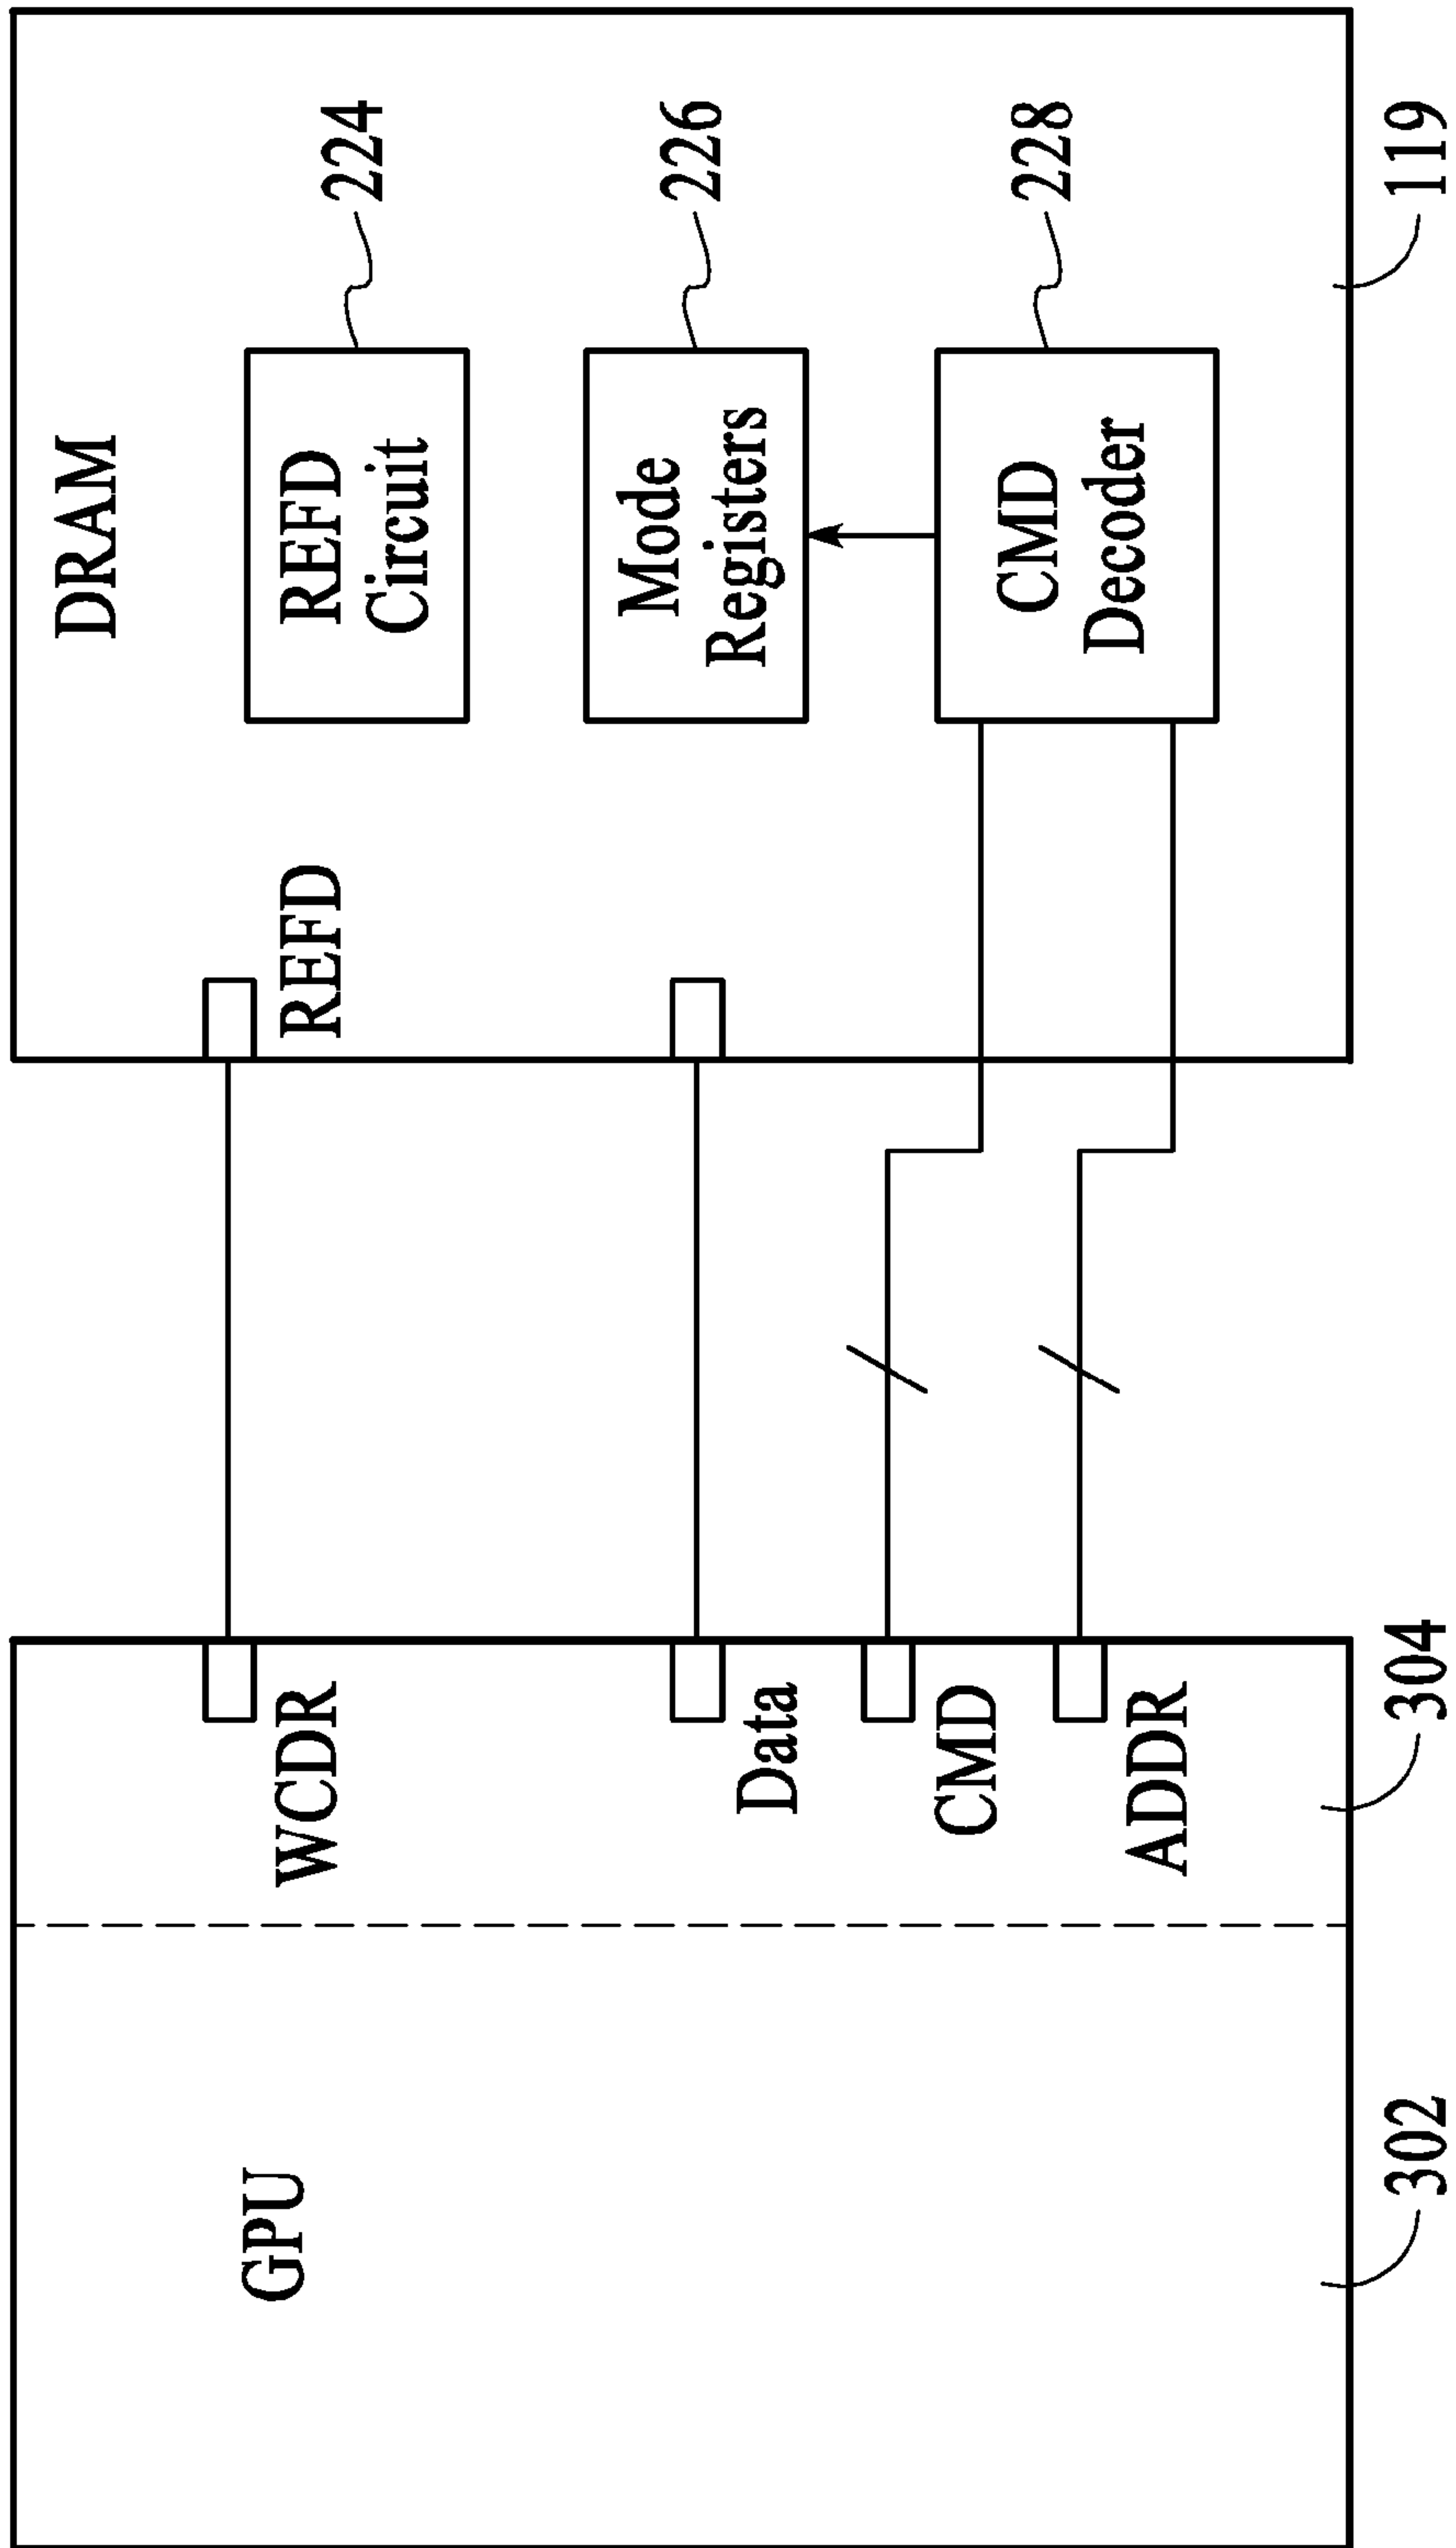 GPU
302
WCDR
Data
CMD
ADDR
304
DRAM
REFD
REFD
Circuit
224
Mode
Registers
226
CMD
Decoder
228
119